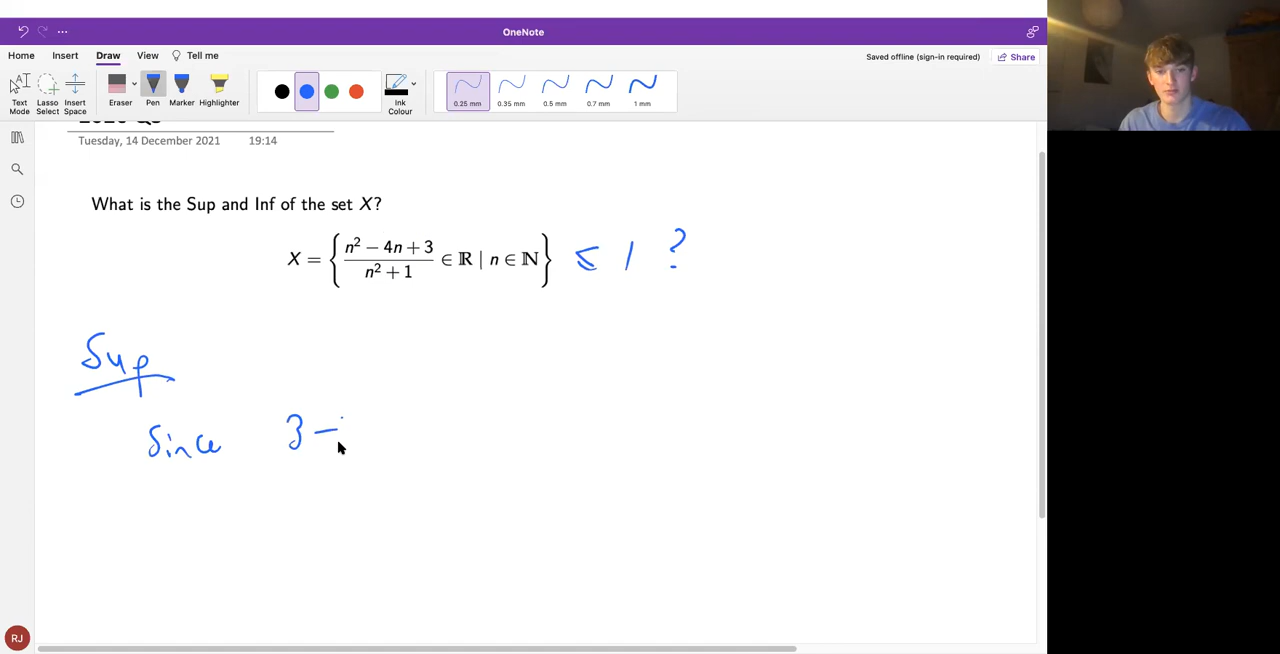 OneNote
Home Insert Draw View Tell me
Saved offline (sign-in required) Share
Text Mode
Lasso Select
Insert Space
Eraser
Pen
Marker
Highlighter
Ink Colour
0.25 mm 0.35 mm 0.5 mm 0.7 mm 1 mm
Tuesday, 14 December 2021 19:14
What is the Sup and Inf of the set X?
X = { (n² − 4n + 3)/(n² + 1) ∈ ℝ | n ∈ ℕ } ≤ 1 ?
Sup
Since 3 −
RJ